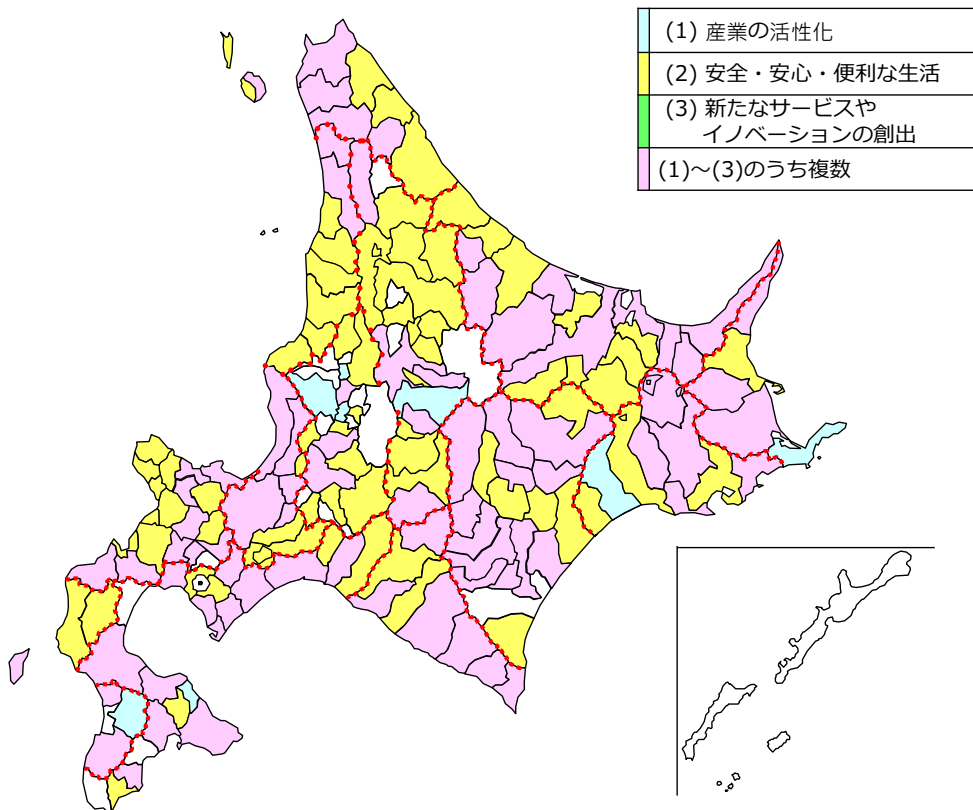 (1) 産業の活性化
(2) 安全・安心・便利な生活
(3) 新たなサービスや
イノベーションの創出
(1)～(3)のうち複数